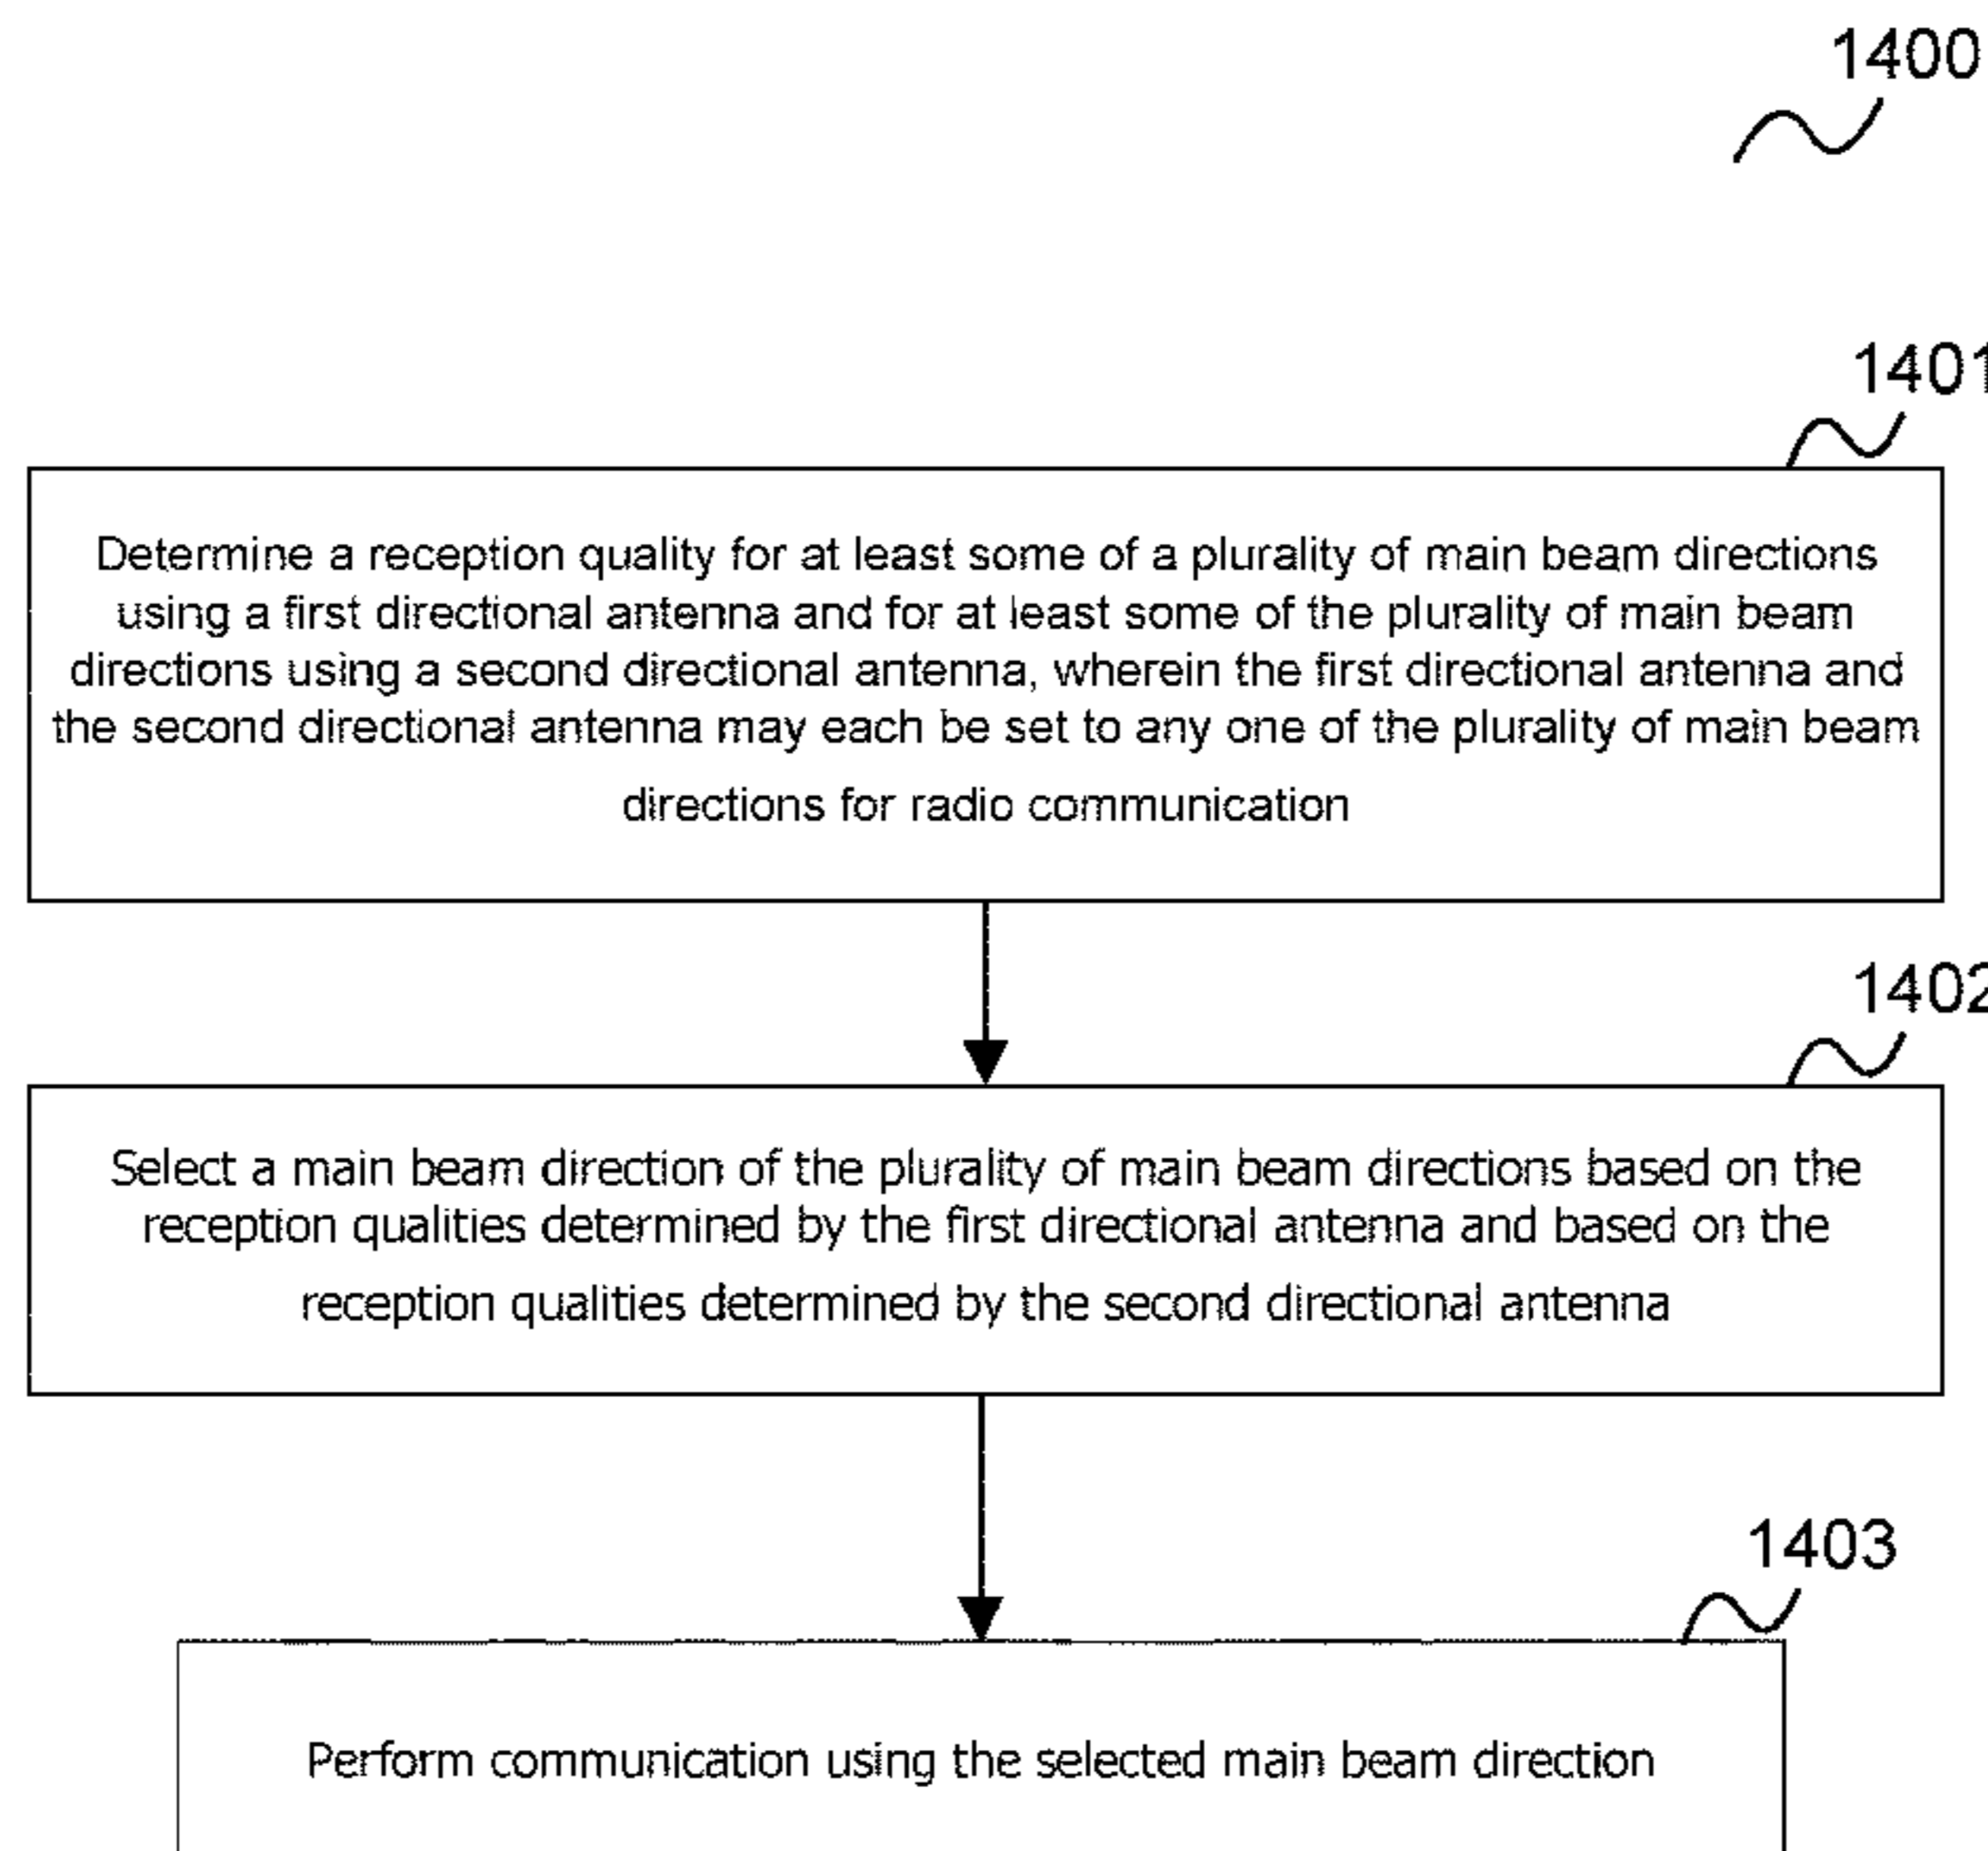 1400
1401
Determine a reception quality for at least some of a plurality of main beam directions
using a first directional antenna and for at least some of the plurality of main beam
directions using a second directional antenna, wherein the first directional antenna and
the second directional antenna may each be set to any one of the plurality of main beam
directions for radio communication
1402
Select a main beam direction of the plurality of main beam directions based on the
reception qualities determined by the first directional antenna and based on the
reception qualities determined by the second directional antenna
1403
Perform communication using the selected main beam direction